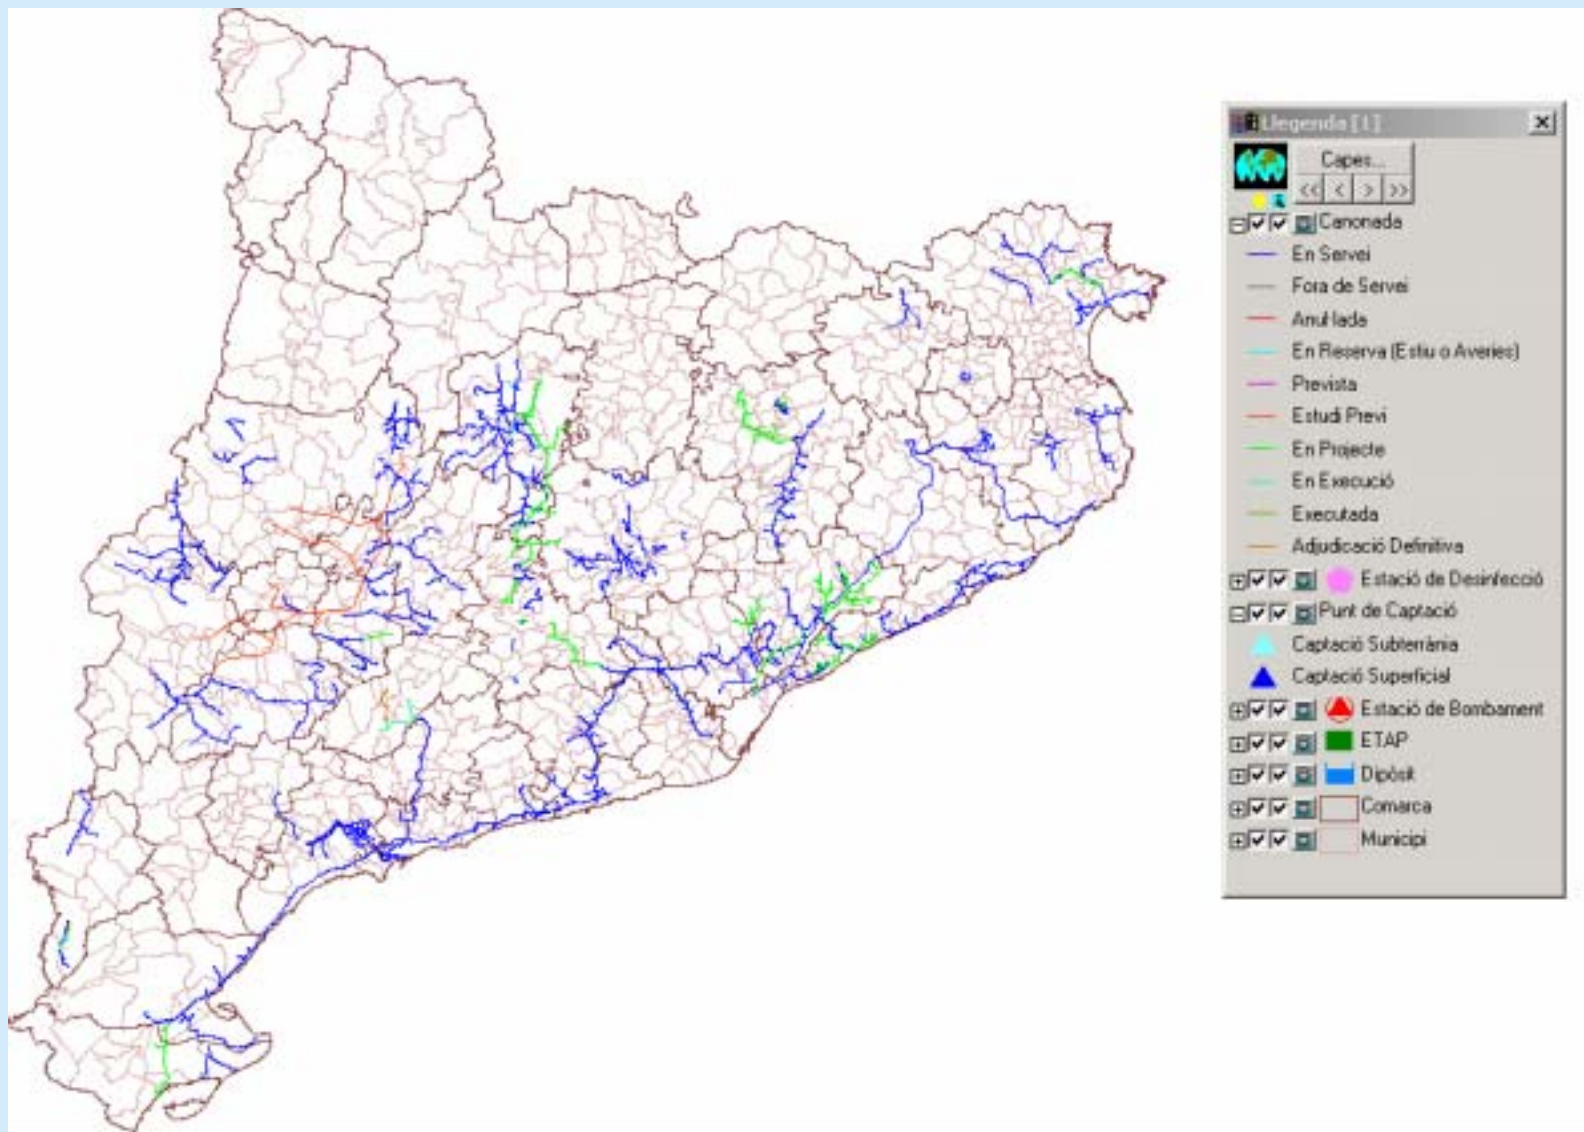 Llegenda [1]
Capes...
<< < > >>
Canonada
En Servei
Fora de Servei
Anul·lada
En Reserva (Estiu o Averies)
Prevista
Estudi Previ
En Projecte
En Execució
Executada
Adjudicació Definitiva
Estació de Desinfecció
Punt de Captació
Captació Subterrània
Captació Superficial
Estació de Bombament
ETAP
Dipòsit
Comarca
Municipi